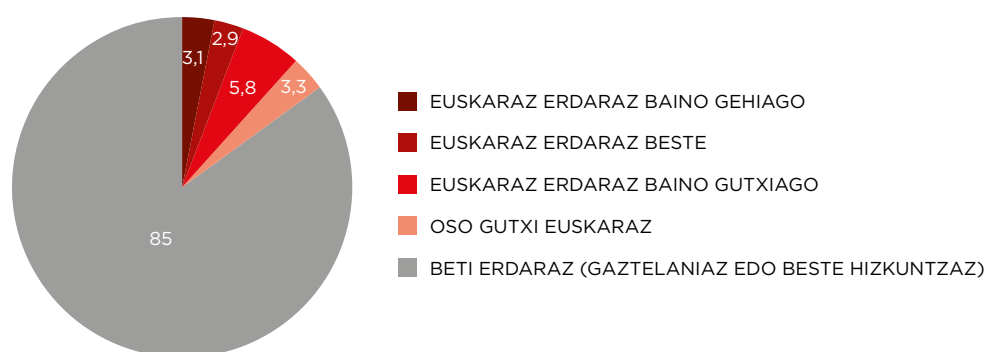 3,1
2,9
5,8
3,3
85
EUSKARAZ ERDARAZ BAINO GEHIAGO
EUSKARAZ ERDARAZ BESTE
EUSKARAZ ERDARAZ BAINO GUTXIAGO
OSO GUTXI EUSKARAZ
BETI ERDARAZ (GAZTELANIAZ EDO BESTE HIZKUNTZAZ)